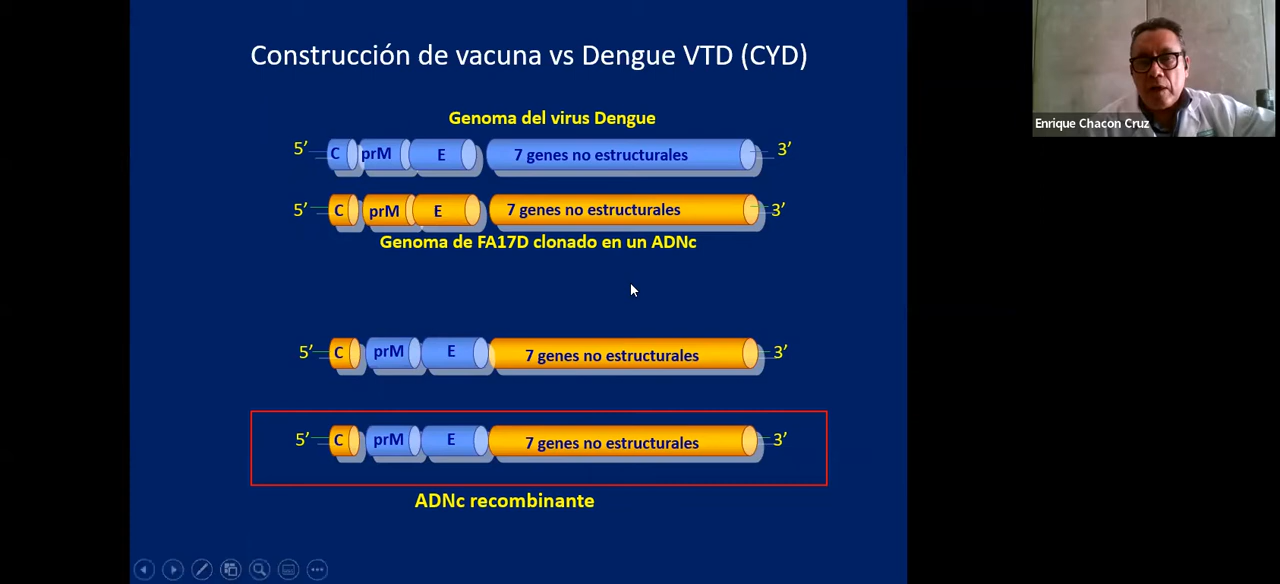 Construcción de vacuna vs Dengue VTD (CYD)
Enrique Chacon Cruz
Genoma del virus Dengue
5’ C prM E 7 genes no estructurales 3’
5’ C prM E 7 genes no estructurales 3’
Genoma de FA17D clonado en un ADNc
5’ C prM E 7 genes no estructurales 3’
5’ C prM E 7 genes no estructurales 3’
ADNc recombinante